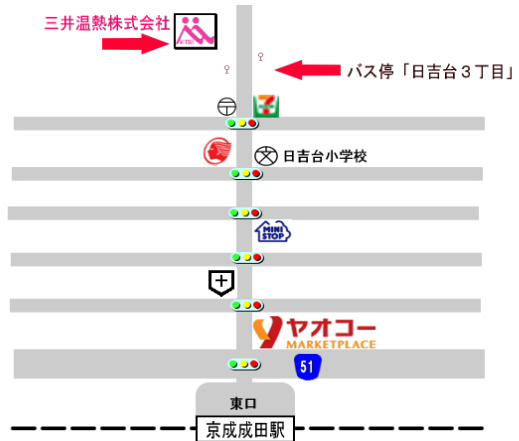 三井温熱株式会社
バス停「日吉台３丁目」
日吉台小学校
MINI
STOP
ヤオコー
MARKETPLACE
51
東口
京成成田駅